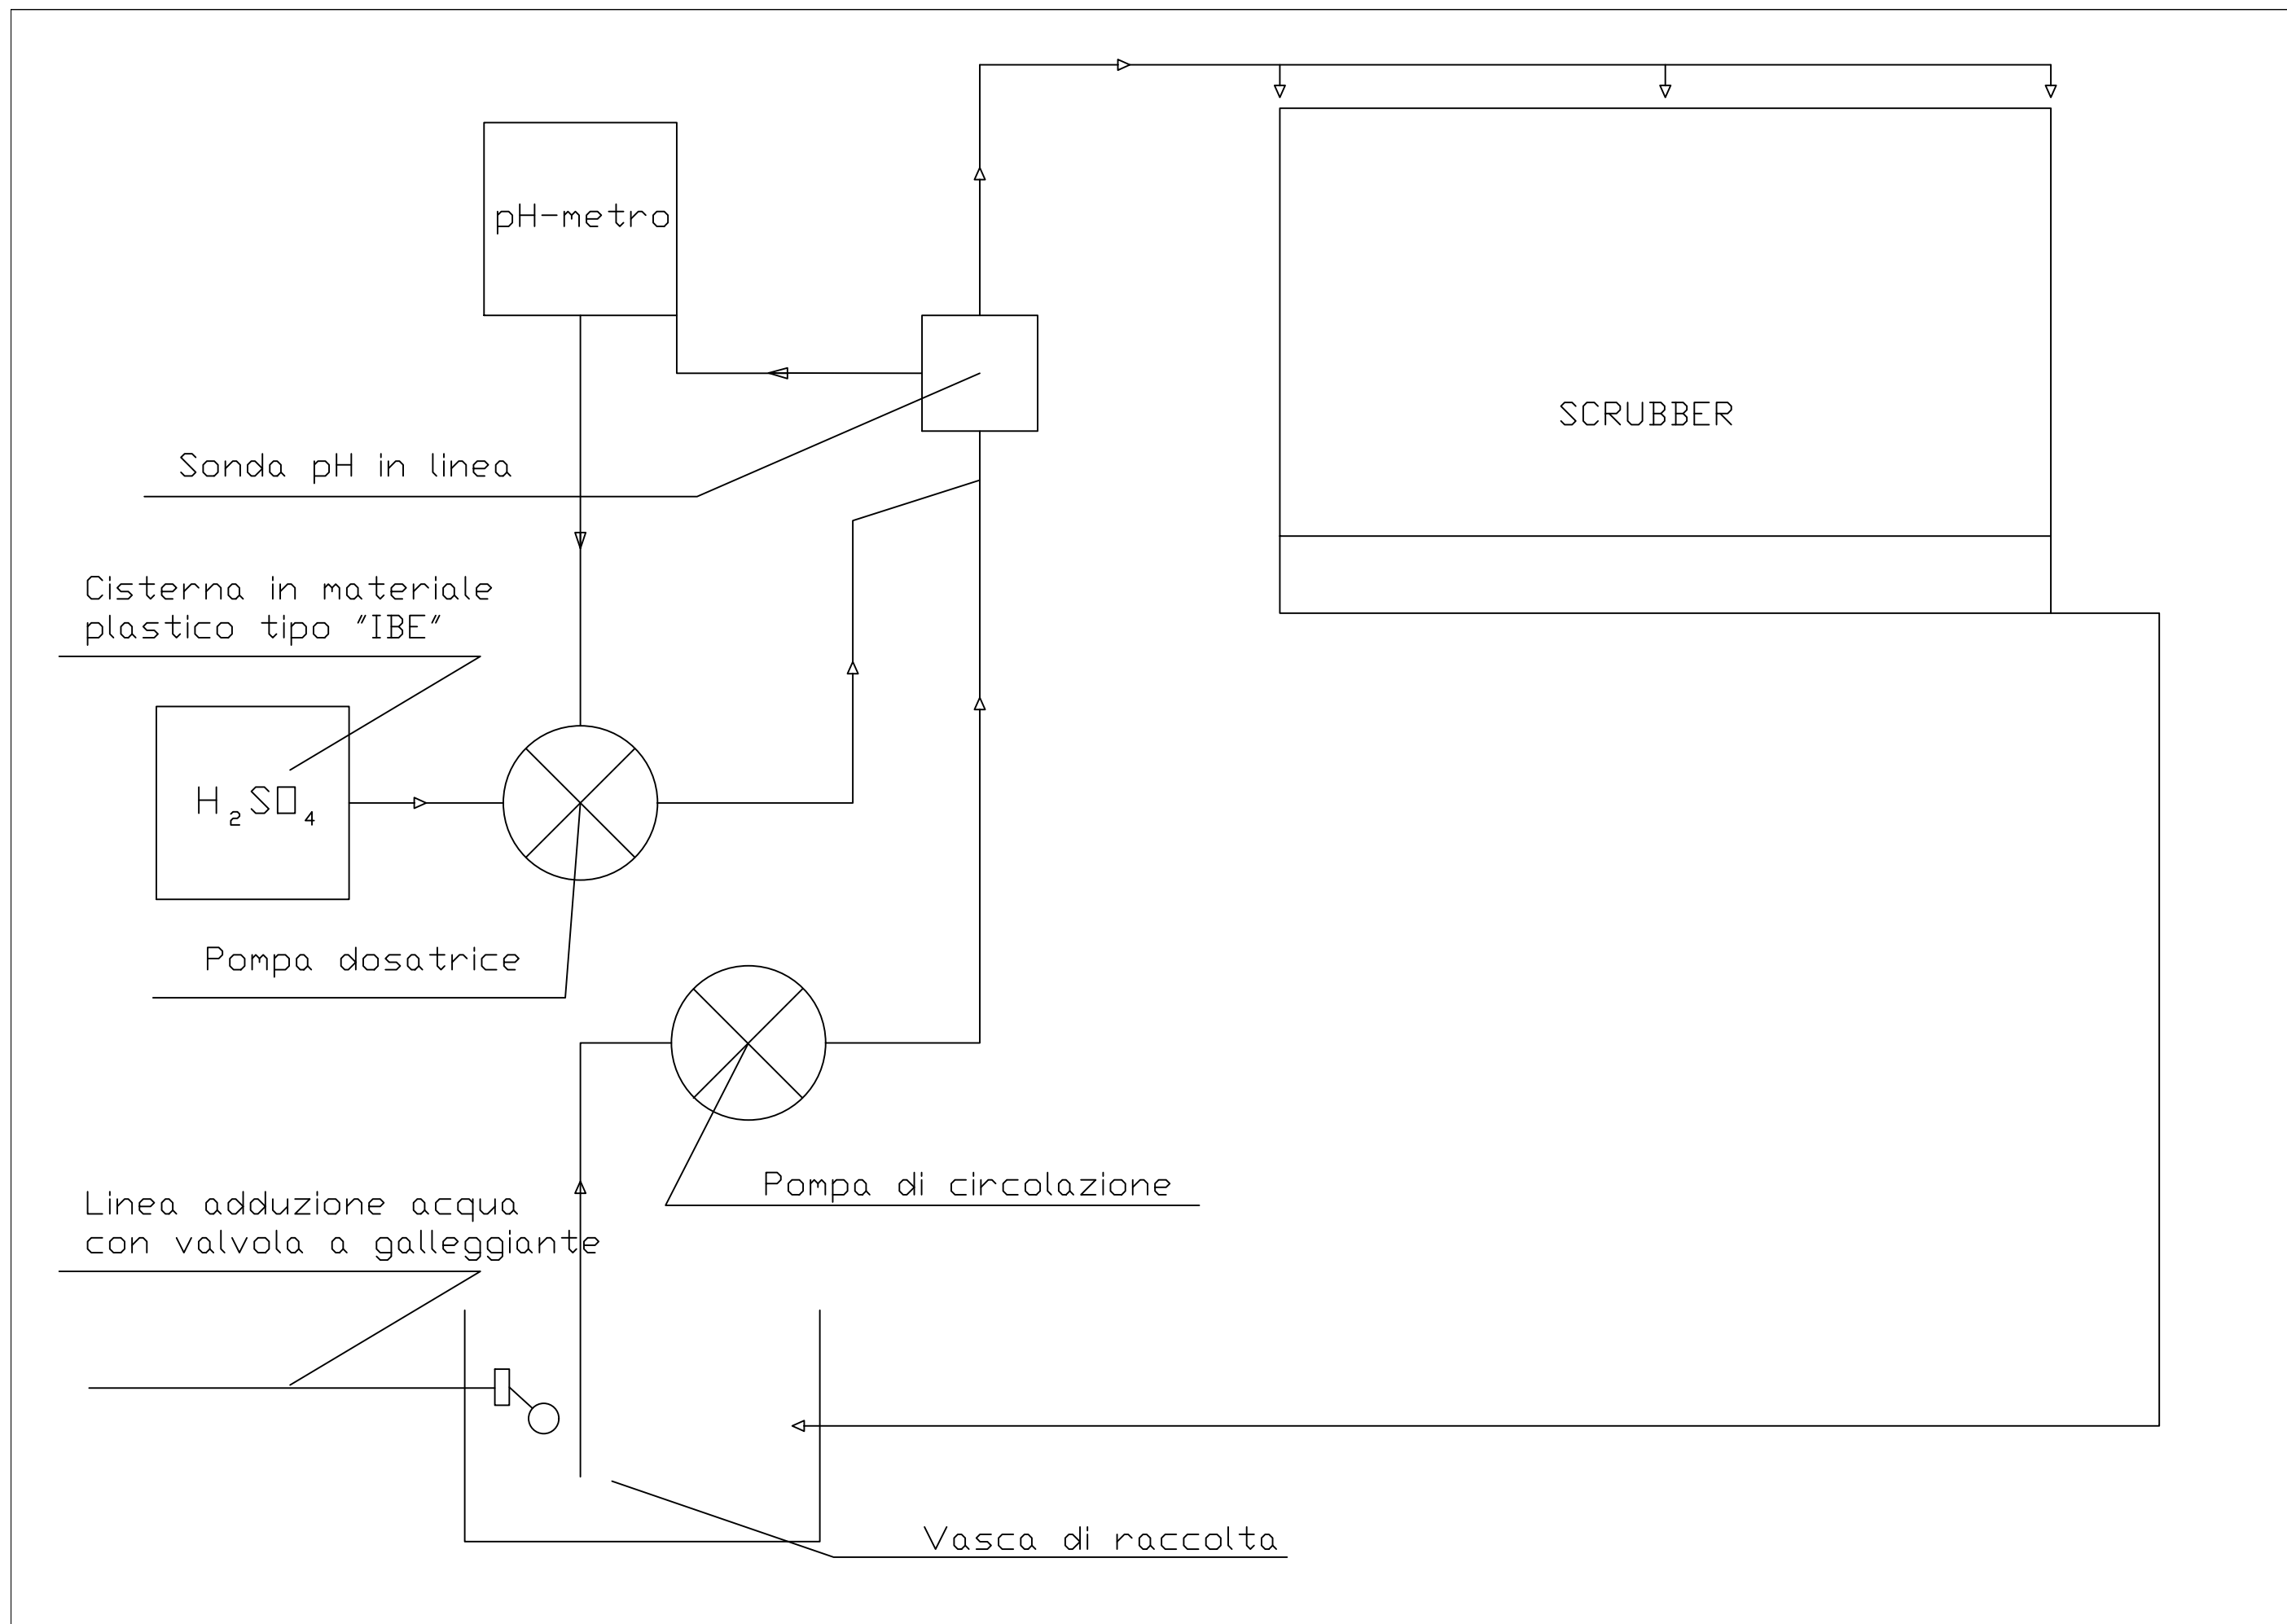 pH-metro
SCRUBBER
Sonda pH in linea
Cisterna in materiale
plastico tipo "IBE"
H₂SO₄
Pompa dosatrice
Pompa di circolazione
Linea adduzione acqua
con valvola a galleggiante
Vasca di raccolta